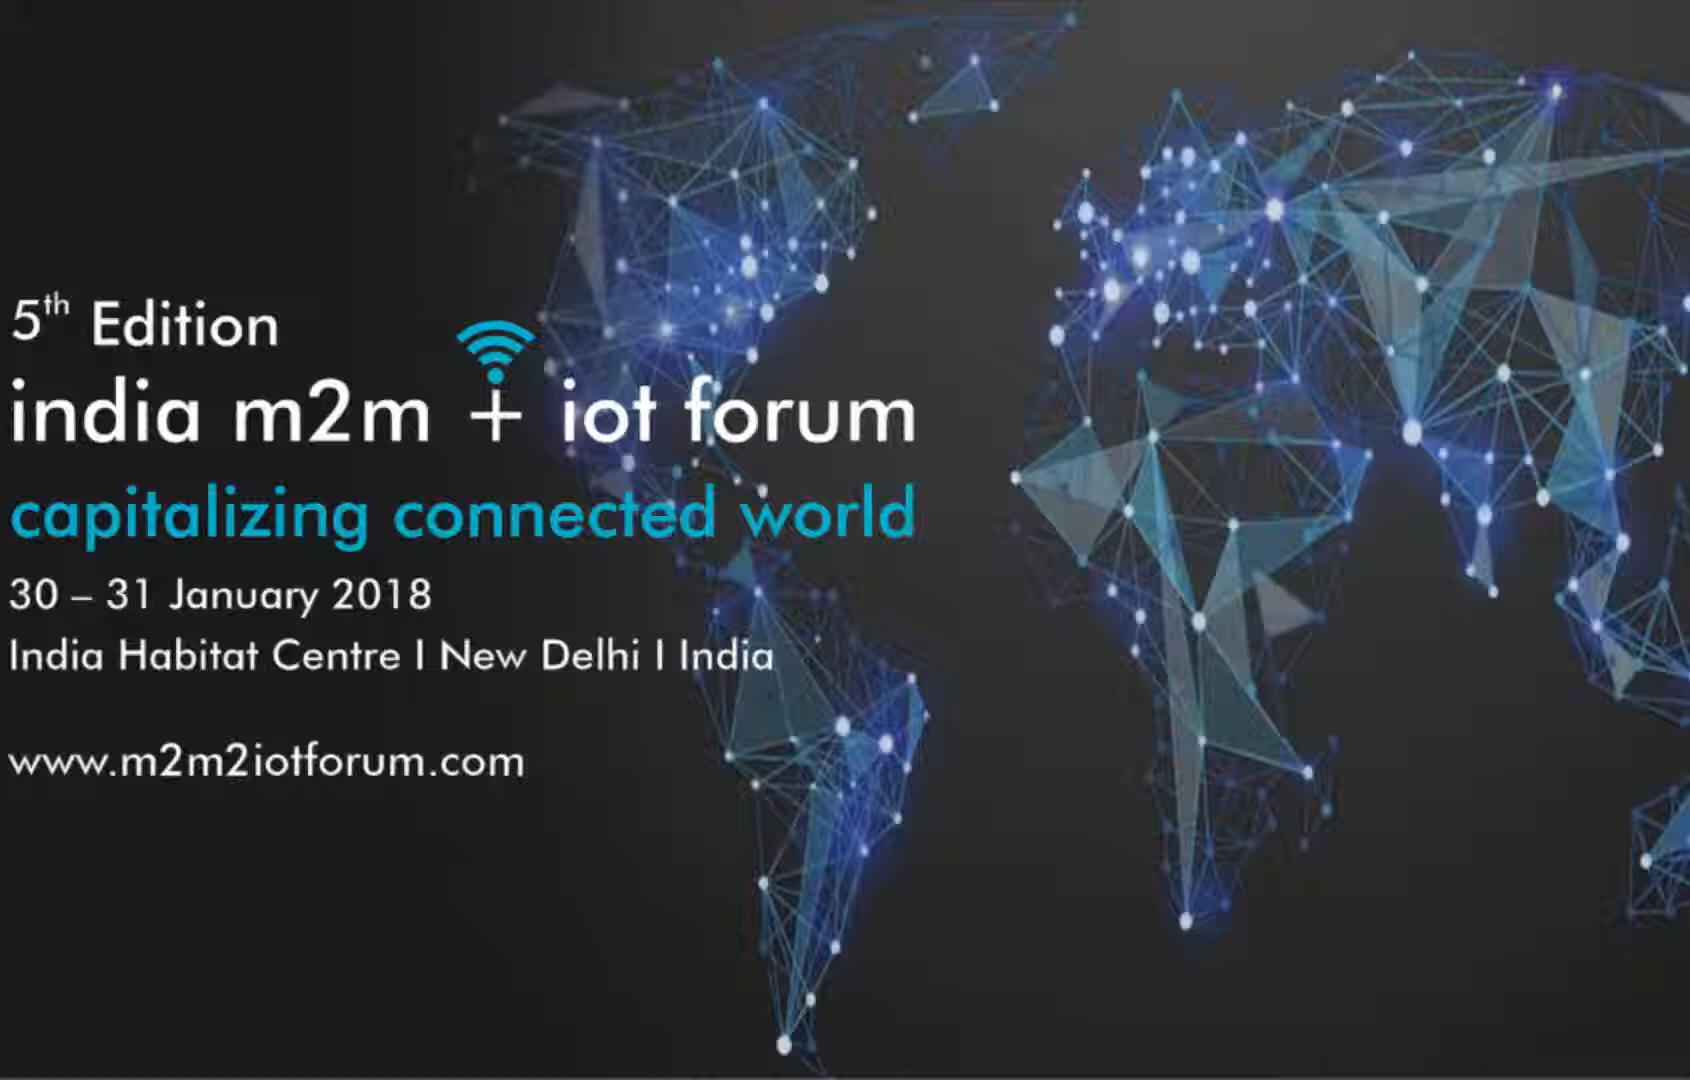 5th Edition
india m2m + iot forum
capitalizing connected world
30 – 31 January 2018
India Habitat Centre I New Delhi I India
www.m2m2iotforum.com